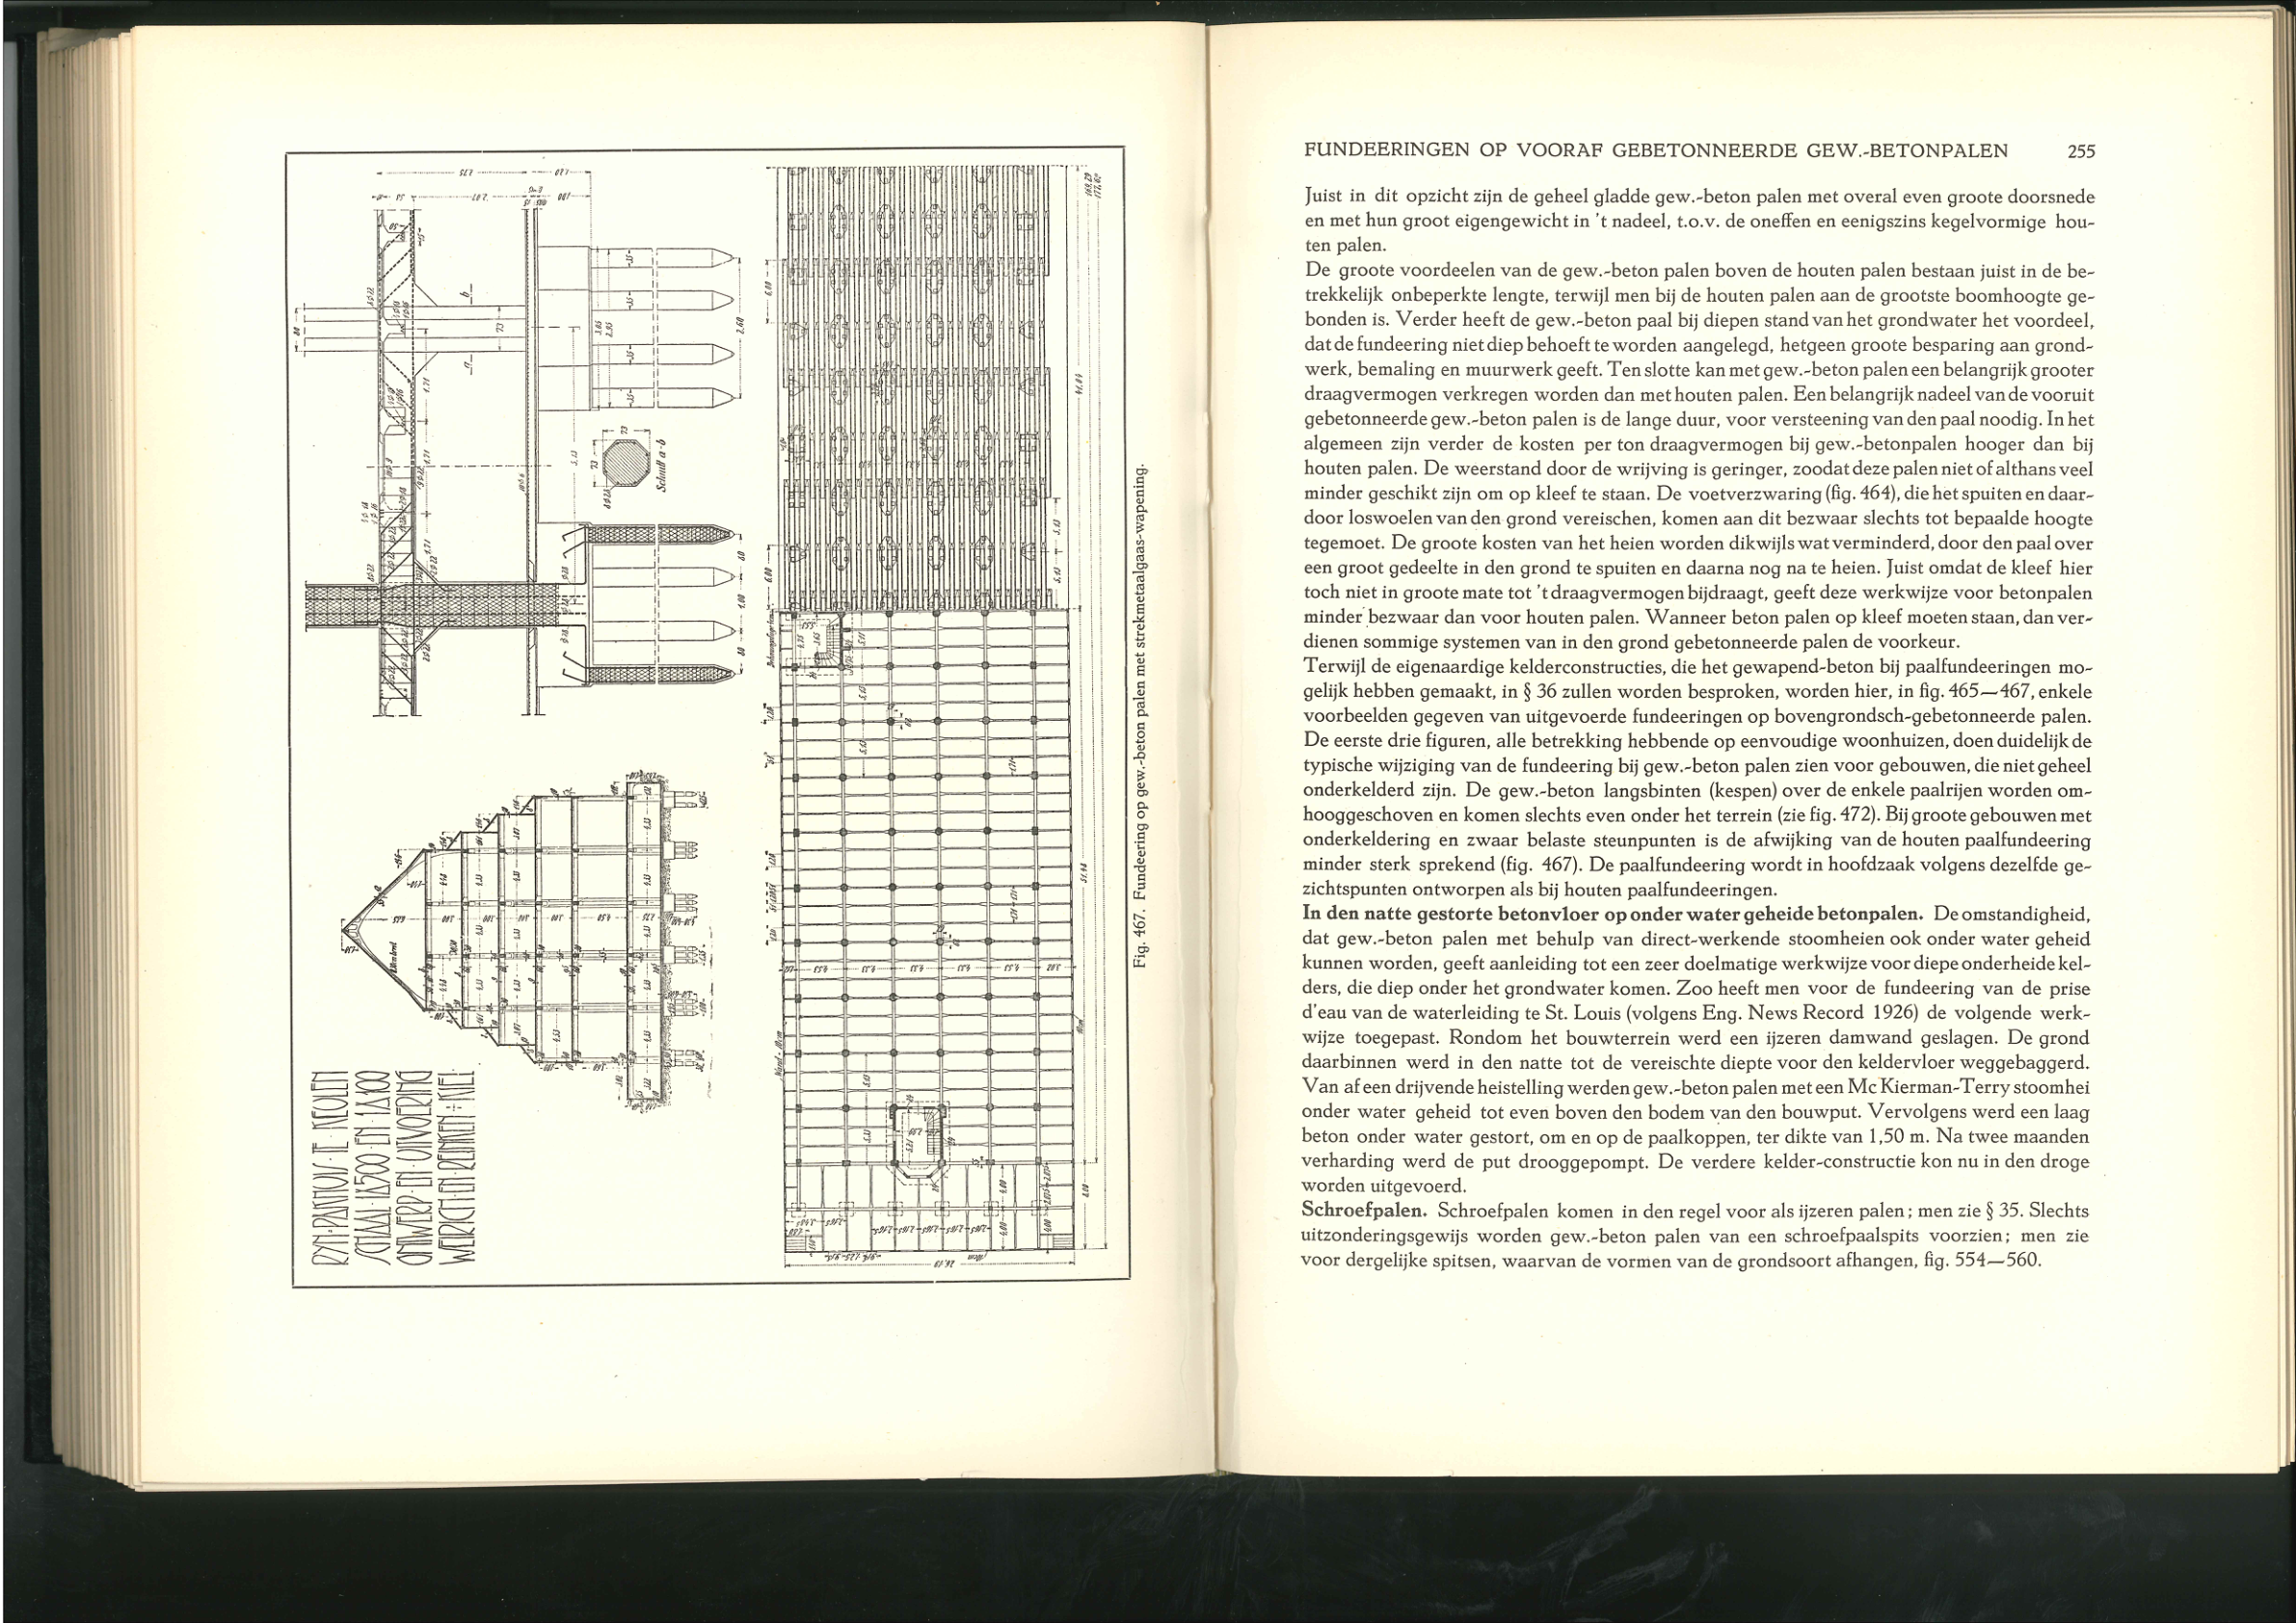 RYN·PAKHUIS·TE·KEULEN
SCHAAL·1À500·EN·1À100
ONTWERP·EN·UITVOERING
Schnitt a-b
Fig. 467. Fundeering op gew.-beton palen met strekmetaalgaas-wapening.
FUNDEERINGEN OP VOORAF GEBETONNEERDE GEW.-BETONPALEN 255
Juist in dit opzicht zijn de geheel gladde gew.-beton palen met overal even groote doorsnede
en met hun groot eigengewicht in 't nadeel, t.o.v. de oneffen en eenigszins kegelvormige hou-
ten palen.
De groote voordeelen van de gew.-beton palen boven de houten palen bestaan juist in de be-
trekkelijk onbeperkte lengte, terwijl men bij de houten palen aan de grootste boomhoogte ge-
bonden is. Verder heeft de gew.-beton paal bij diepen stand van het grondwater het voordeel,
dat de fundeering niet diep behoeft te worden aangelegd, hetgeen groote besparing aan grond-
werk, bemaling en muurwerk geeft. Ten slotte kan met gew.-beton palen een belangrijk grooter
draagvermogen verkregen worden dan met houten palen. Een belangrijk nadeel van de vooruit
gebetonneerde gew.-beton palen is de lange duur, voor versteening van den paal noodig. In het
algemeen zijn verder de kosten per ton draagvermogen bij gew.-betonpalen hooger dan bij
houten palen. De weerstand door de wrijving is geringer, zoodat deze palen niet of althans veel
minder geschikt zijn om op kleef te staan. De voetverzwaring (fig. 464), die het spuiten en daar-
door loswoelen van den grond vereischen, komen aan dit bezwaar slechts tot bepaalde hoogte
tegemoet. De groote kosten van het heien worden dikwijls wat verminderd, door den paal over
een groot gedeelte in den grond te spuiten en daarna nog na te heien. Juist omdat de kleef hier
toch niet in groote mate tot 't draagvermogen bijdraagt, geeft deze werkwijze voor betonpalen
minder bezwaar dan voor houten palen. Wanneer beton palen op kleef moeten staan, dan ver-
dienen sommige systemen van in den grond gebetonneerde palen de voorkeur.
Terwijl de eigenaardige kelderconstructies, die het gewapend-beton bij paalfundeeringen mo-
gelijk hebben gemaakt, in § 36 zullen worden besproken, worden hier, in fig. 465—467, enkele
voorbeelden gegeven van uitgevoerde fundeeringen op bovengrondsch-gebetonneerde palen.
De eerste drie figuren, alle betrekking hebbende op eenvoudige woonhuizen, doen duidelijk de
typische wijziging van de fundeering bij gew.-beton palen zien voor gebouwen, die niet geheel
onderkelderd zijn. De gew.-beton langsbinten (kespen) over de enkele paalrijen worden om-
hooggeschoven en komen slechts even onder het terrein (zie fig. 472). Bij groote gebouwen met
onderkeldering en zwaar belaste steunpunten is de afwijking van de houten paalfundeering
minder sterk sprekend (fig. 467). De paalfundeering wordt in hoofdzaak volgens dezelfde ge-
zichtspunten ontworpen als bij houten paalfundeeringen.
In den natte gestorte betonvloer op onder water geheide betonpalen. De omstandigheid,
dat gew.-beton palen met behulp van direct-werkende stoomheien ook onder water geheid
kunnen worden, geeft aanleiding tot een zeer doelmatige werkwijze voor diepe onderheide kel-
ders, die diep onder het grondwater komen. Zoo heeft men voor de fundeering van de prise
d'eau van de waterleiding te St. Louis (volgens Eng. News Record 1926) de volgende werk-
wijze toegepast. Rondom het bouwterrein werd een ijzeren damwand geslagen. De grond
daarbinnen werd in den natte tot de vereischte diepte voor den keldervloer weggebaggerd.
Van af een drijvende heistelling werden gew.-beton palen met een Mc Kierman-Terry stoomhei
onder water geheid tot even boven den bodem van den bouwput. Vervolgens werd een laag
beton onder water gestort, om en op de paalkoppen, ter dikte van 1,50 m. Na twee maanden
verharding werd de put drooggepompt. De verdere kelder-constructie kon nu in den droge
worden uitgevoerd.
Schroefpalen. Schroefpalen komen in den regel voor als ijzeren palen; men zie § 35. Slechts
uitzonderingsgewijs worden gew.-beton palen van een schroefpaalspits voorzien; men zie
voor dergelijke spitsen, waarvan de vormen van de grondsoort afhangen, fig. 554—560.